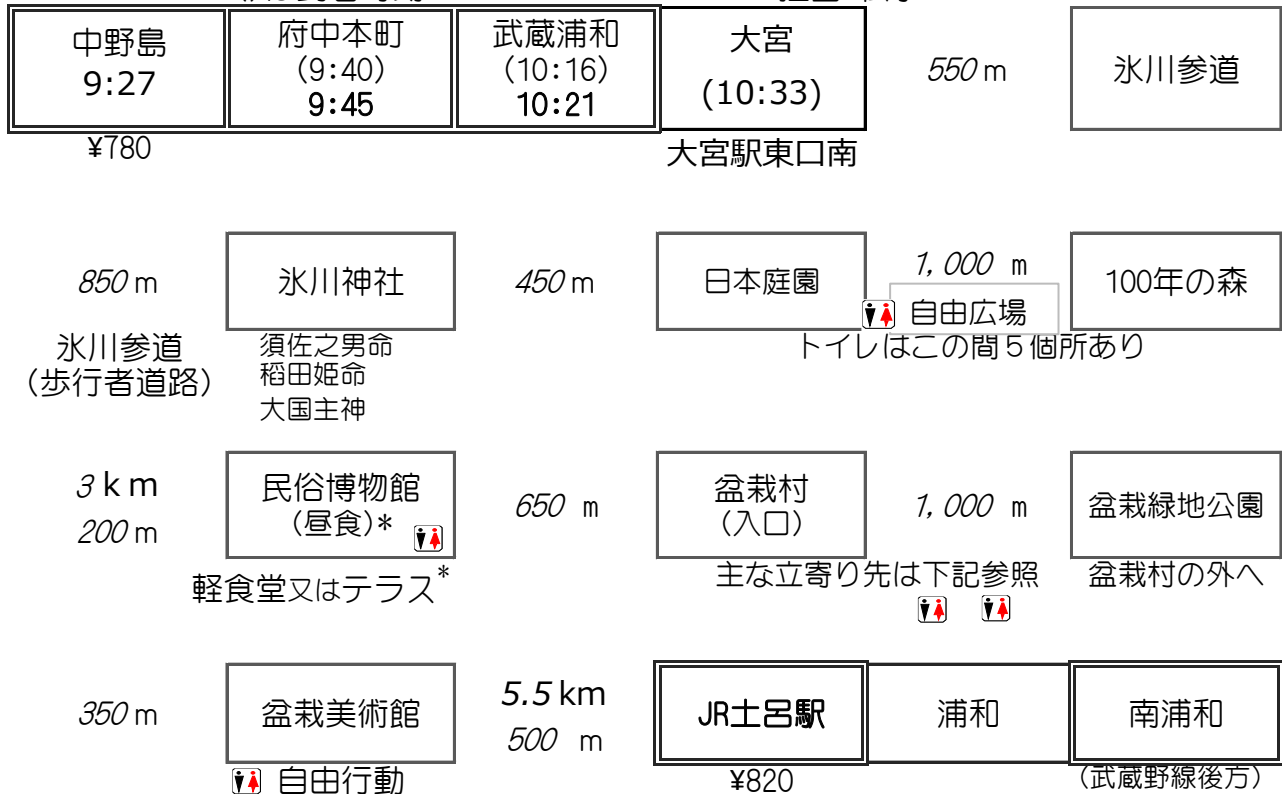 中野島
9:27
府中本町
(9:40)
9:45
武蔵浦和
(10:16)
10:21
大宮
(10:33)
550 m
氷川参道
¥780
大宮駅東口南
850 m
氷川神社
450 m
日本庭園
1,000 m
自由広場
100年の森
氷川参道
(歩行者道路)
須佐之男命
稲田姫命
大国主神
トイレはこの間5個所あり
3 km
200 m
民俗博物館
(昼食)*
650 m
盆栽村
(入口)
1,000 m
盆栽緑地公園
軽食堂又はテラス*
主な立寄り先は下記参照
盆栽村の外へ
350 m
盆栽美術館
5.5 km
500 m
JR土呂駅
浦和
南浦和
自由行動
¥820
(武蔵野線後方)